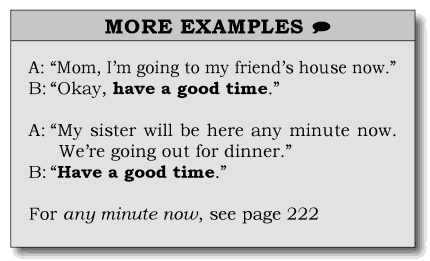 MORE EXAMPLES
A: “Mom, I’m going to my friend’s house now.”
B: “Okay, have a good time.”
A: “My sister will be here any minute now.
We’re going out for dinner.”
B: “Have a good time.”
For any minute now, see page 222